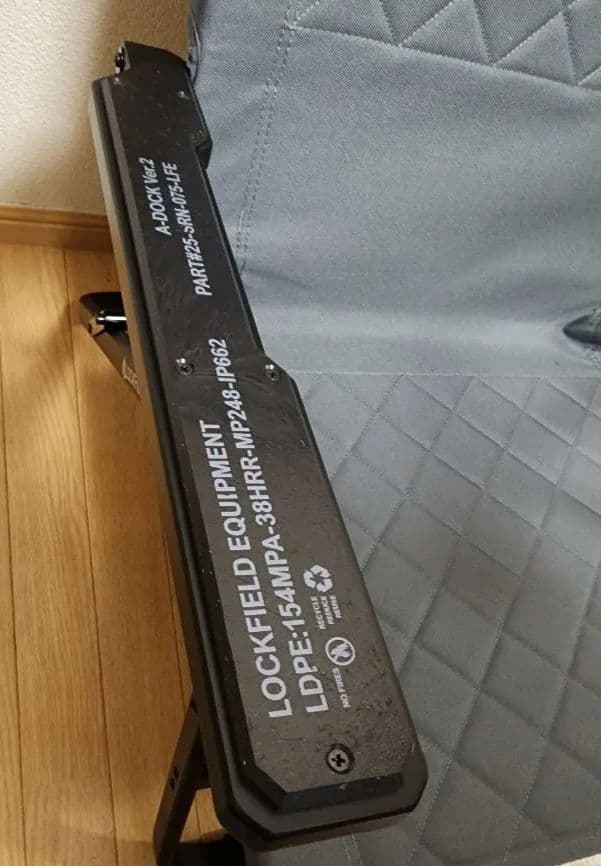 A-DOCK Ver.2
PART#25-SRN-075-LFE
LOCKFIELD EQUIPMENT
LDPE:154MPA-38HRR-MP248-IP662
NO FIRES
RECYCLE
REDUCE
REUSE